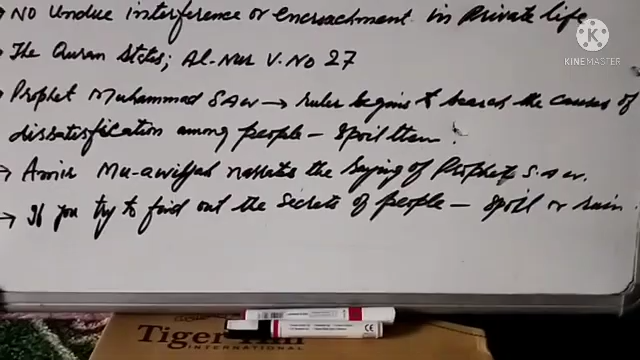 No Undue interference or encroachment in Private life
The Quran States; Al-Nur V. No 27
Prophet Muhammad SAW → ruler begins to search the causes of
dissatisfication among people – spoil them.
→ Amir Mu-awiyah narrates the saying of Prophet S.A.W.
→ If you try to find out the secrets of people – spoil or ruin.
KINEMASTER
Tiger
INTERNATIONAL